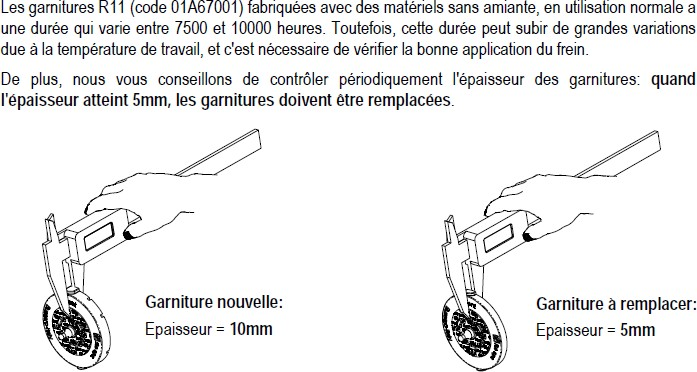 Les garnitures R11 (code 01A67001) fabriquées avec des matériels sans amiante, en utilisation normale a
une durée qui varie entre 7500 et 10000 heures. Toutefois, cette durée peut subir de grandes variations
due à la température de travail, et c'est nécessaire de vérifier la bonne application du frein.
De plus, nous vous conseillons de contrôler périodiquement l'épaisseur des garnitures: quand
l'épaisseur atteint 5mm, les garnitures doivent être remplacées.
Garniture nouvelle:
Epaisseur = 10mm
Garniture à remplacer:
Epaisseur = 5mm